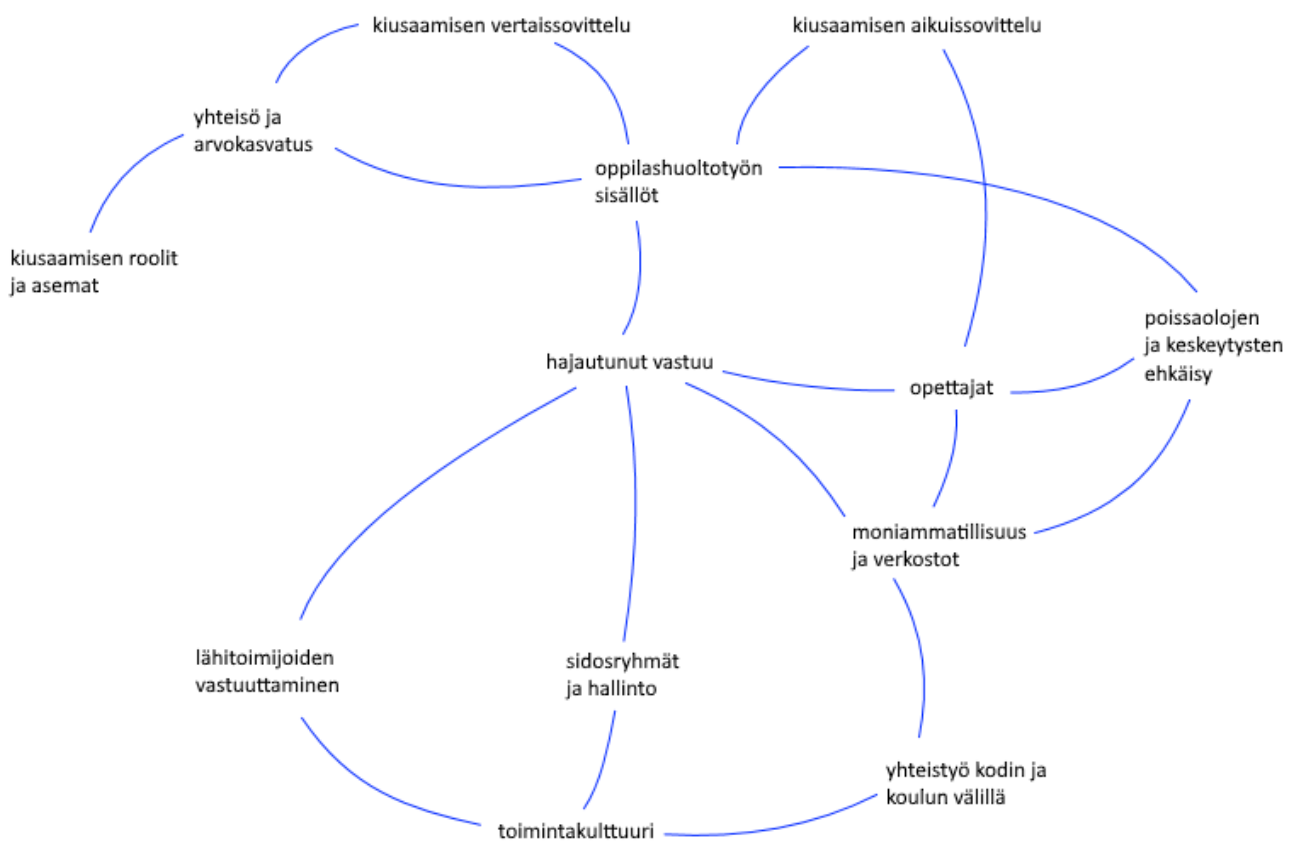 kiusaamisen vertaissovittelu
kiusaamisen aikuissovittelu
yhteisö ja
arvokasvatus
oppilashuoltotyön
sisällöt
kiusaamisen roolit
ja asemat
poissaolojen
ja keskeytysten
ehkäisy
hajautunut vastuu
opettajat
moniammatillisuus
ja verkostot
lähitoimijoiden
vastuuttaminen
sidosryhmät
ja hallinto
yhteistyö kodin ja
koulun välillä
toimintakulttuuri